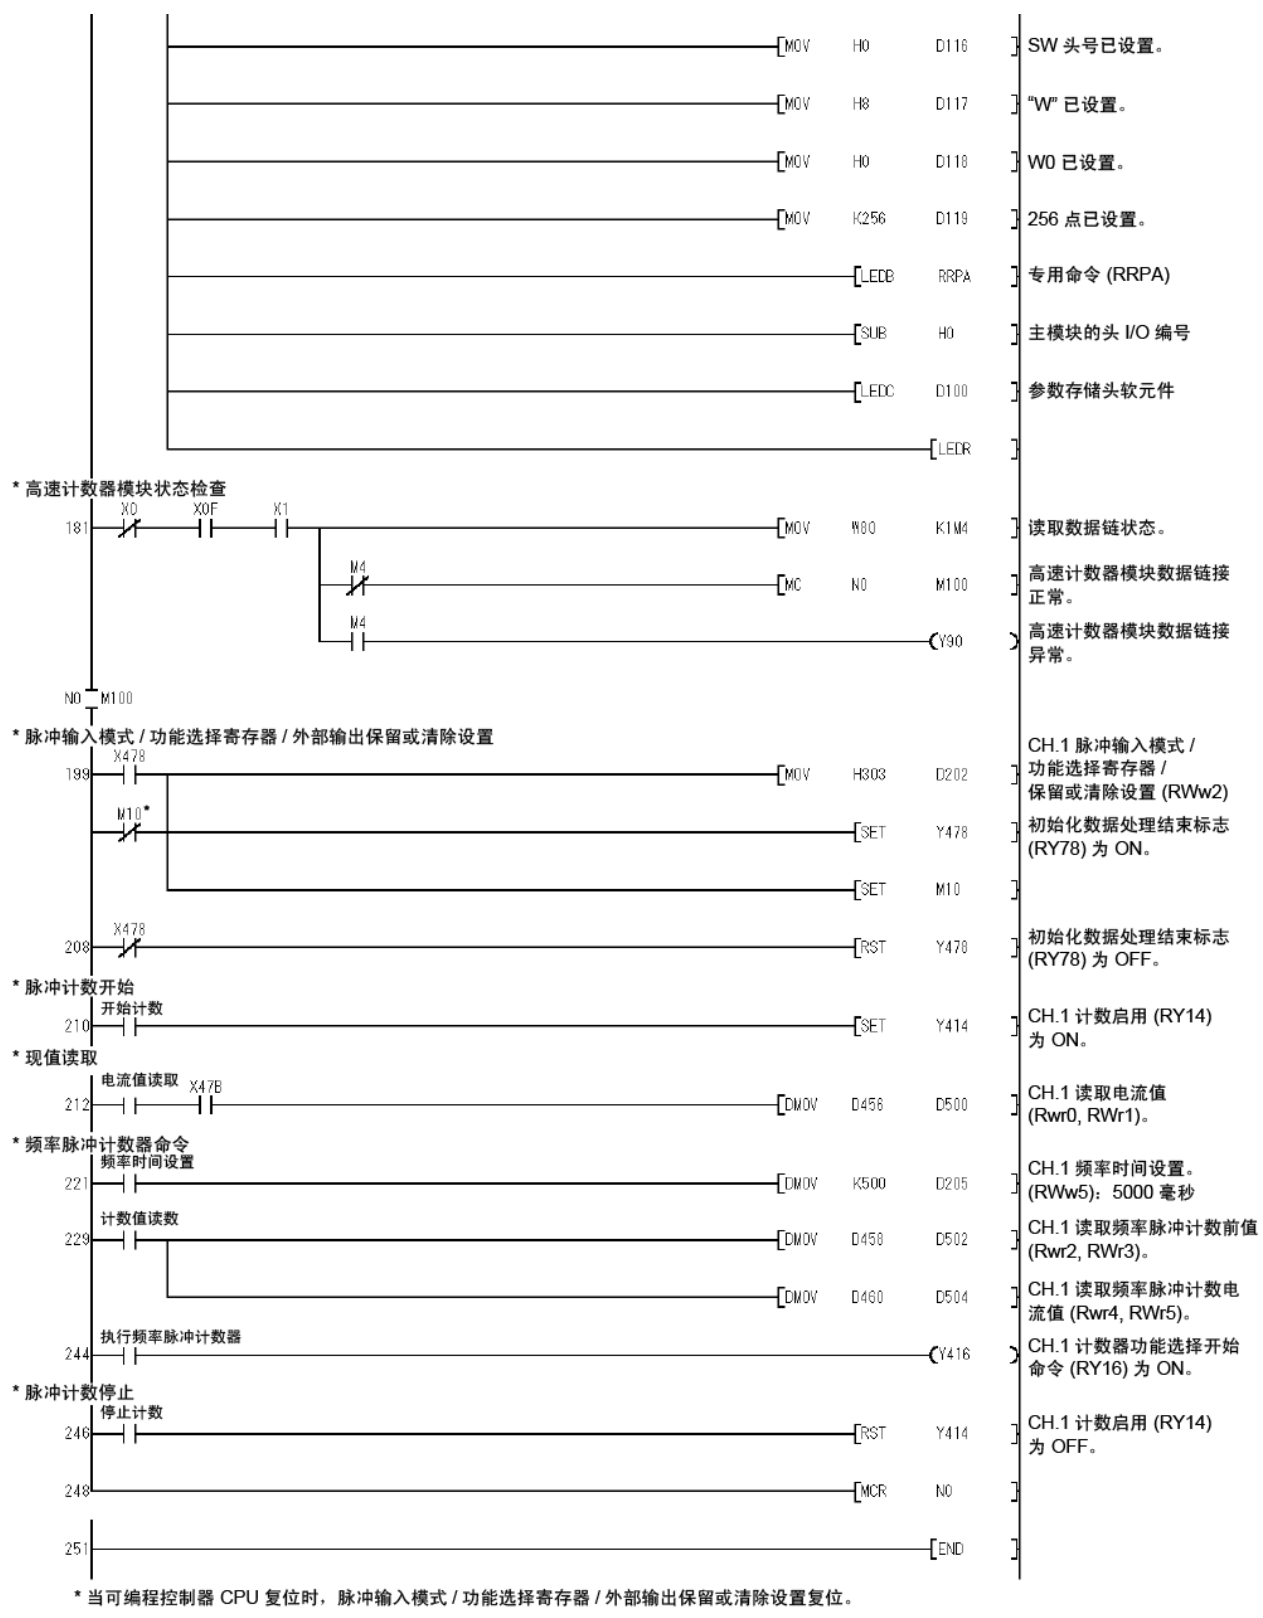 MOV H0 D116 SW 头号已设置。
MOV H8 D117 “W” 已设置。
MOV H0 D118 W0 已设置。
MOV K256 D119 256 点已设置。
LEDB RRPA 专用命令 (RRPA)
SUB H0 主模块的头 I/O 编号
LEDC D100 参数存储头软元件
LEDR
* 高速计数器模块状态检查
X0 X0F X1
181 MOV W80 K1M4 读取数据链状态。
M4
MC N0 M100 高速计数器模块数据链接
正常。
M4
Y90 高速计数器模块数据链接
异常。
N0 M100
* 脉冲输入模式 / 功能选择寄存器 / 外部输出保留或清除设置
X478
199 MOV H303 D202 CH.1 脉冲输入模式 /
功能选择寄存器 /
保留或清除设置 (RWw2)
M10*
SET Y478 初始化数据处理结束标志
(RY78) 为 ON。
SET M10
X478
208 RST Y478 初始化数据处理结束标志
(RY78) 为 OFF。
* 脉冲计数开始
开始计数
210 SET Y414 CH.1 计数启用 (RY14)
为 ON。
* 现值读取
电流值读取 X47B
212 DMOV D456 D500 CH.1 读取电流值
(Rwr0, RWr1)。
* 频率脉冲计数器命令
频率时间设置
221 DMOV K500 D205 CH.1 频率时间设置。
(RWw5)：5000 毫秒
计数值读数
229 DMOV D458 D502 CH.1 读取频率脉冲计数前值
(Rwr2, RWr3)。
DMOV D460 D504 CH.1 读取频率脉冲计数电
流值 (Rwr4, RWr5)。
执行频率脉冲计数器
244 Y416 CH.1 计数器功能选择开始
命令 (RY16) 为 ON。
* 脉冲计数停止
停止计数
246 RST Y414 CH.1 计数启用 (RY14)
为 OFF。
248 MCR N0
251 END
* 当可编程控制器 CPU 复位时，脉冲输入模式 / 功能选择寄存器 / 外部输出保留或清除设置复位。